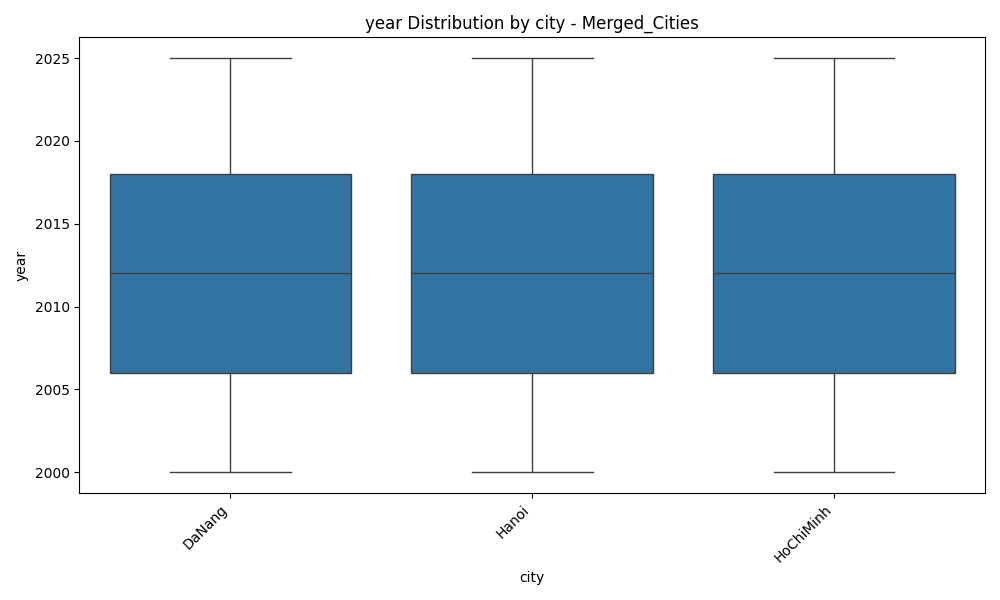 year Distribution by city - Merged_Cities
year
2025
2020
2015
2010
2005
2000
DaNang
Hanoi
HoChiMinh
city